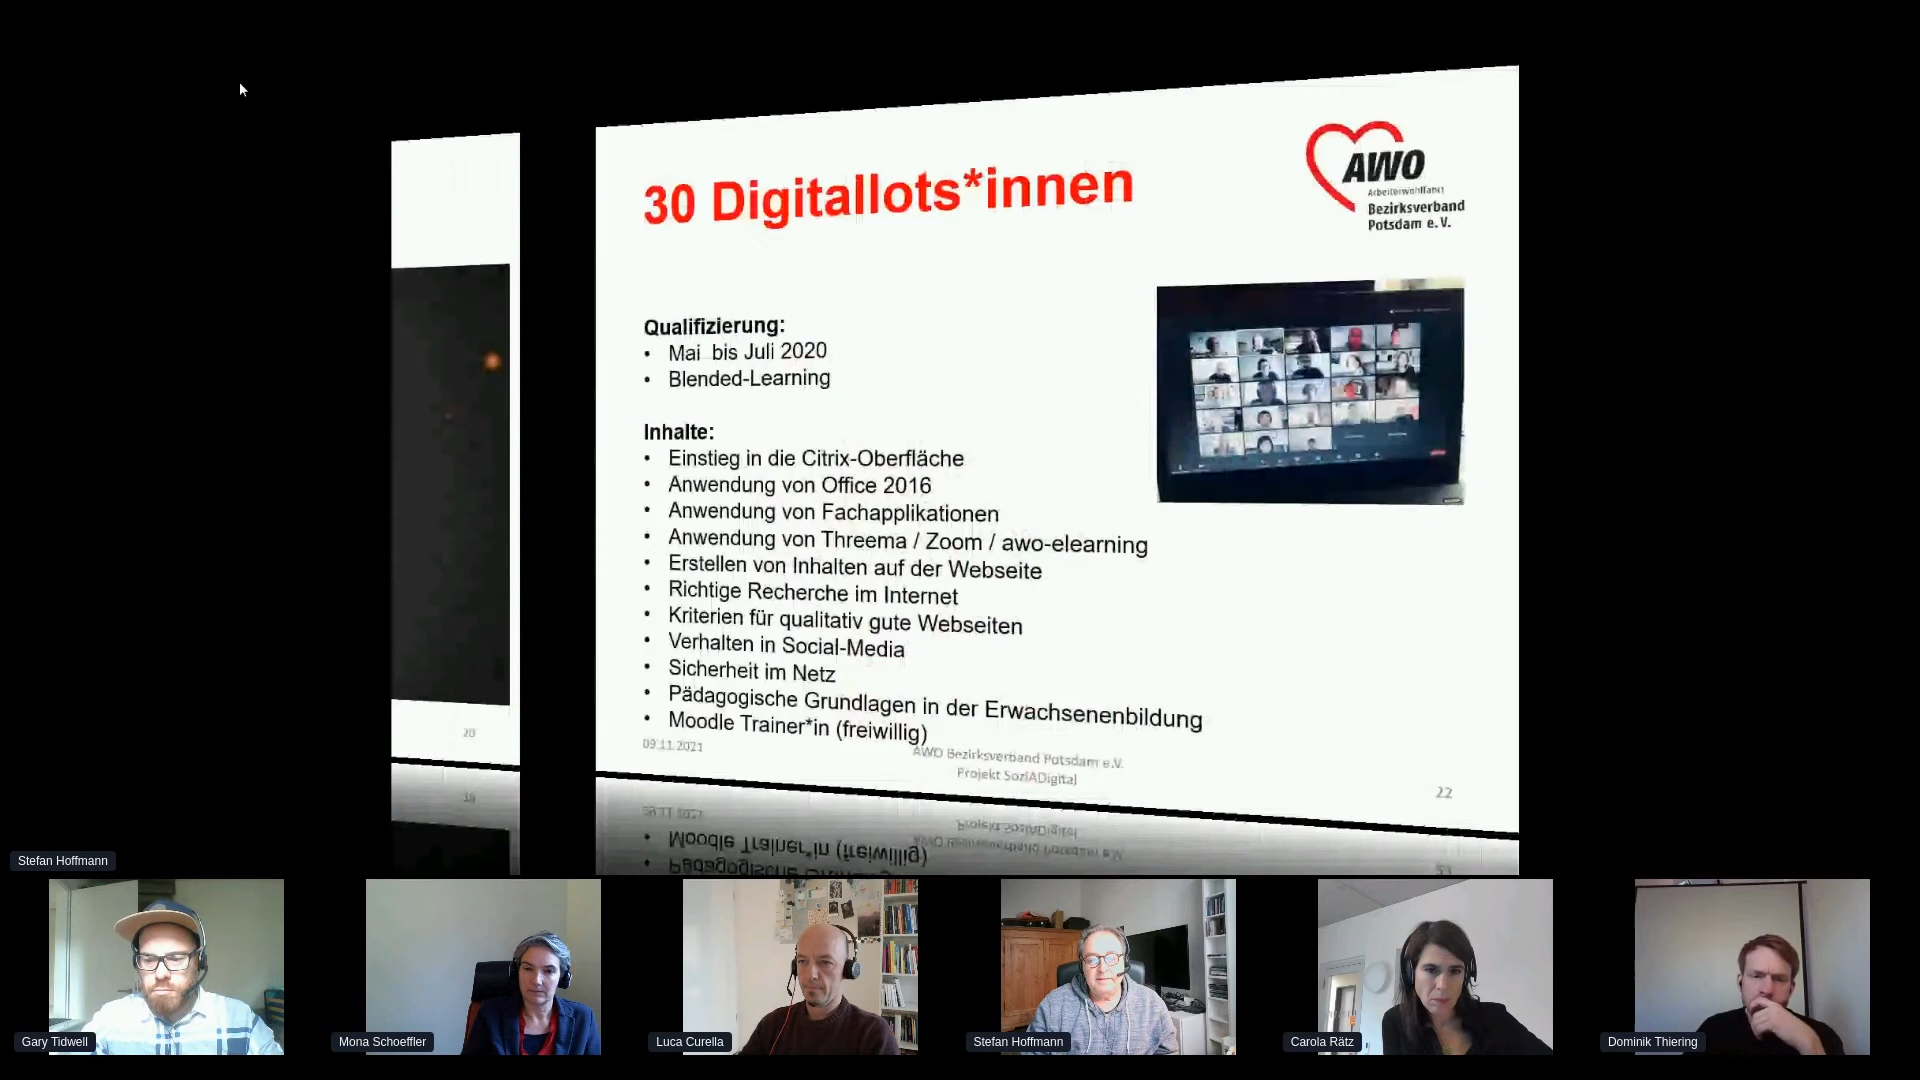 30 Digitallots*innen
AWO
Arbeiterwohlfahrt
Bezirksverband
Potsdam e.V.
Qualifizierung:
• Mai bis Juli 2020
• Blended-Learning
Inhalte:
• Einstieg in die Citrix-Oberfläche
• Anwendung von Office 2016
• Anwendung von Fachapplikationen
• Anwendung von Threema / Zoom / awo-elearning
• Erstellen von Inhalten auf der Webseite
• Richtige Recherche im Internet
• Kriterien für qualitativ gute Webseiten
• Verhalten in Social-Media
• Sicherheit im Netz
• Pädagogische Grundlagen in der Erwachsenenbildung
• Moodle Trainer*in (freiwillig)
20
09.11.2021
AWO Bezirksverband Potsdam e.V.
Projekt SozIADigital
22
Stefan Hoffmann
Gary Tidwell
Mona Schoeffler
Luca Curella
Stefan Hoffmann
Carola Rätz
Dominik Thiering